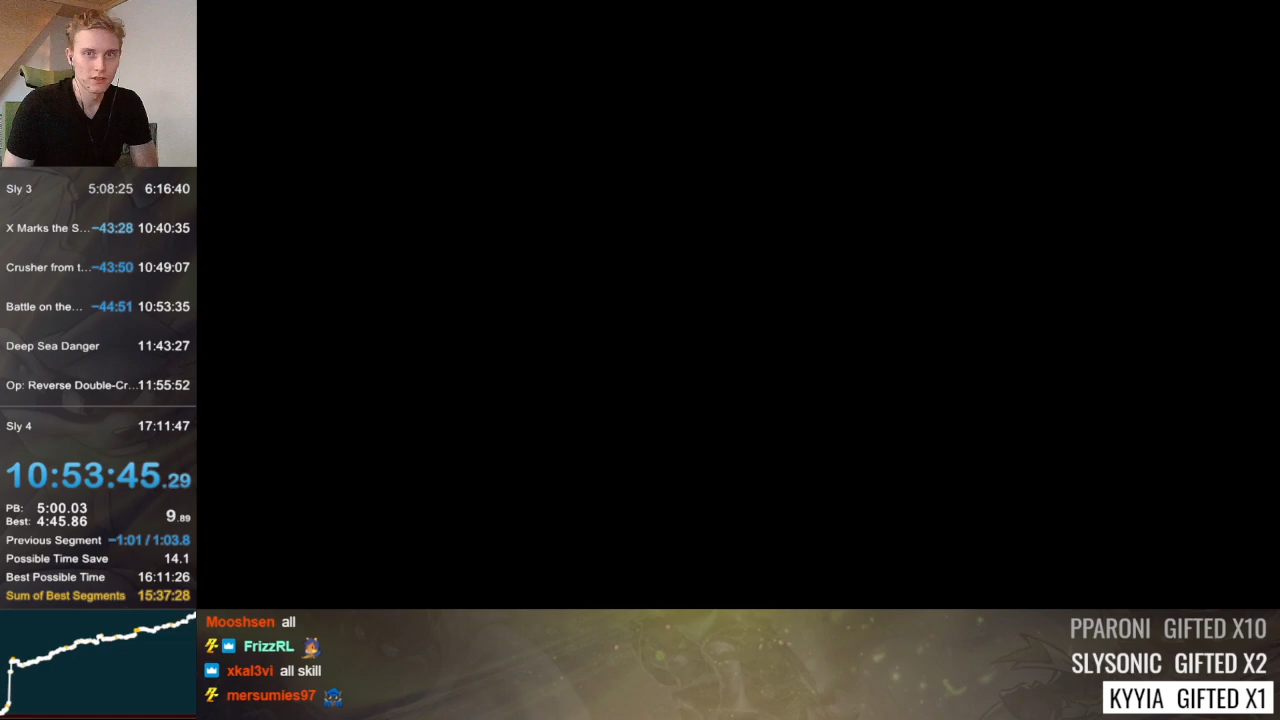 Sly 3 5:08:25 6:16:40
X Marks the S... -43:28 10:40:35
Crusher from t... -43:50 10:49:07
Battle on the... -44:51 10:53:35
Deep Sea Danger 11:43:27
Op: Reverse Double-Cr... 11:55:52
Sly 4 17:11:47
10:53:45.29
PB: 5:00.03
Best: 4:45.86 9.89
Previous Segment -1:01 / 1:03.8
Possible Time Save 14.1
Best Possible Time 16:11:26
Sum of Best Segments 15:37:28
Mooshsen all
FrizzRL
xkal3vi all skill
mersumies97
PPARONI GIFTED X10
SLYSONIC GIFTED X2
KYYIA GIFTED X1